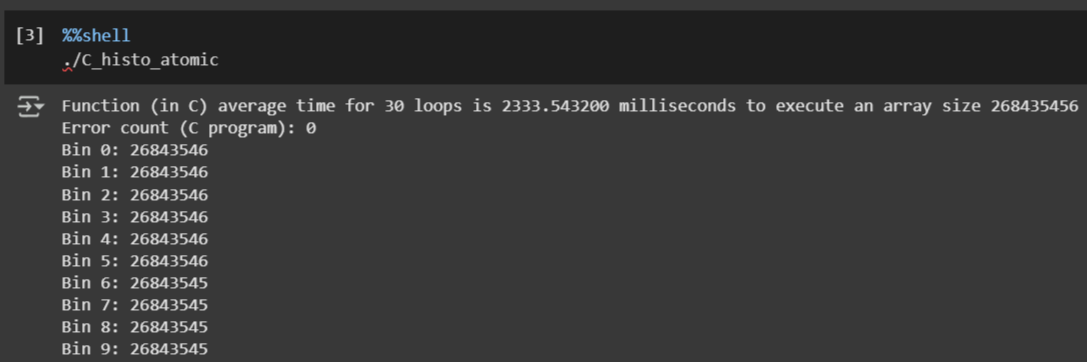 [3] %%shell
./C_histo_atomic
Function (in C) average time for 30 loops is 2333.543200 milliseconds to execute an array size 268435456
Error count (C program): 0
Bin 0: 26843546
Bin 1: 26843546
Bin 2: 26843546
Bin 3: 26843546
Bin 4: 26843546
Bin 5: 26843546
Bin 6: 26843545
Bin 7: 26843545
Bin 8: 26843545
Bin 9: 26843545